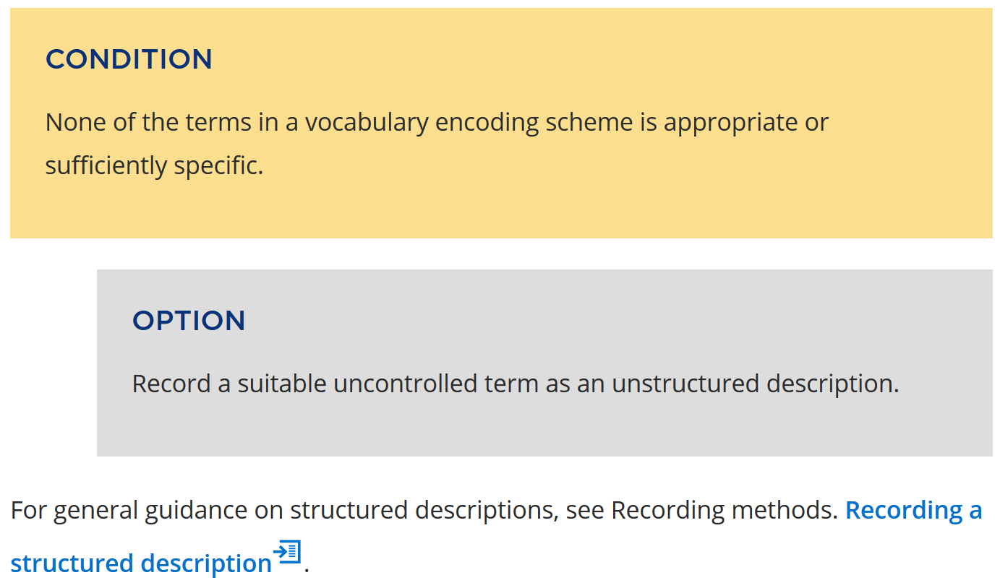 CONDITION
None of the terms in a vocabulary encoding scheme is appropriate or
sufficiently specific.
OPTION
Record a suitable uncontrolled term as an unstructured description.
For general guidance on structured descriptions, see Recording methods. Recording a
structured description.